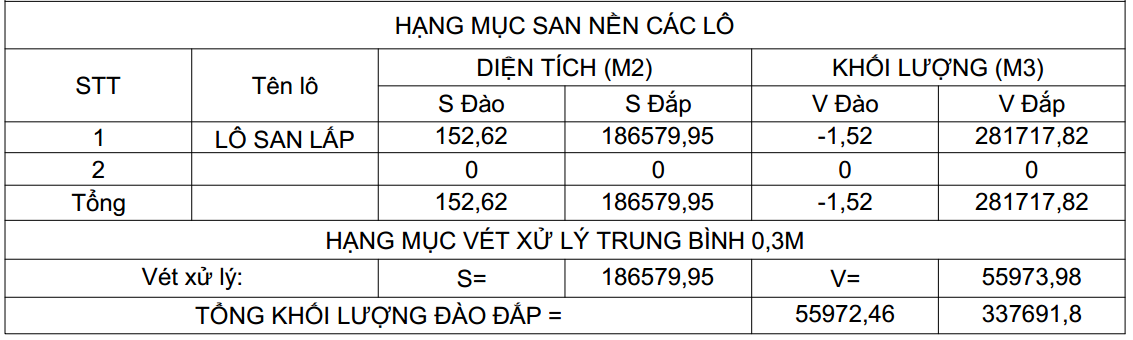 HẠNG MỤC SAN NỀN CÁC LÔ
STT Tên lô DIỆN TÍCH (M2) KHỐI LƯỢNG (M3)
S Đào S Đắp V Đào V Đắp
1 LÔ SAN LẤP 152,62 186579,95 -1,52 281717,82
2 0 0 0 0
Tổng 152,62 186579,95 -1,52 281717,82
HẠNG MỤC VÉT XỬ LÝ TRUNG BÌNH 0,3M
Vét xử lý: S= 186579,95 V= 55973,98
TỔNG KHỐI LƯỢNG ĐÀO ĐẮP = 55972,46 337691,8